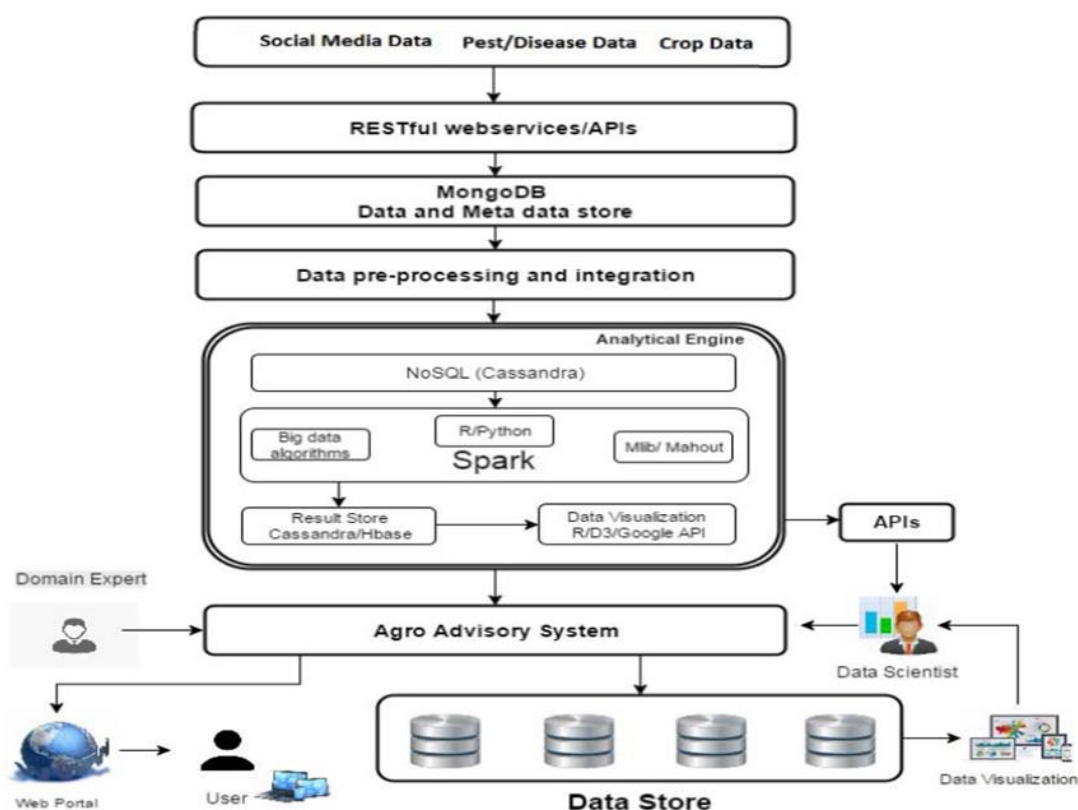 Social Media Data Pest/Disease Data Crop Data
RESTful webservices/APIs
MongoDB
Data and Meta data store
Data pre-processing and integration
Analytical Engine
NoSQL (Cassandra)
Big data
algorithms
R/Python
Spark
Mlib/ Mahout
Result Store
Cassandra/Hbase
Data Visualization
R/D3/Google API
APIs
Domain Expert
Agro Advisory System
Data Scientist
Web Portal
User
Data Store
Data Visualization